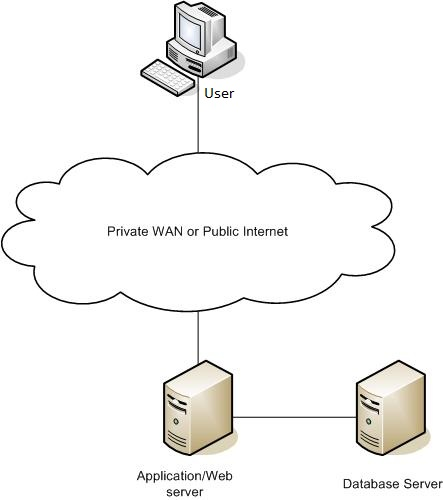 User
Private WAN or Public Internet
Application/Web
server
Database Server